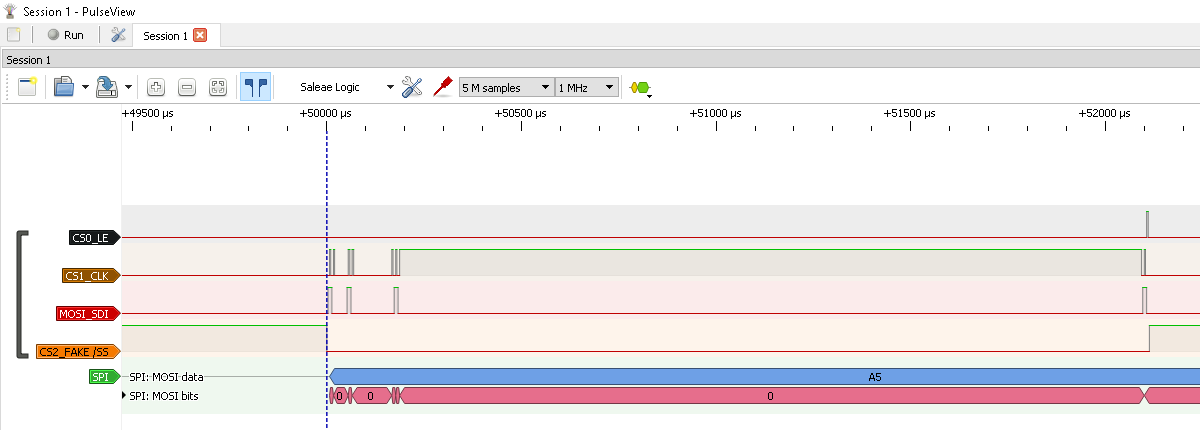 Session 1 - PulseView
Run
Session 1
Session 1
Saleae Logic
5 M samples
1 MHz
+49500 µs +50000 µs +50500 µs +51000 µs +51500 µs +52000 µs
CS0_LE
CS1_CLK
MOSI_SDI
CS2_FAKE /SS
SPI SPI: MOSI data A5
SPI: MOSI bits 0 0 0